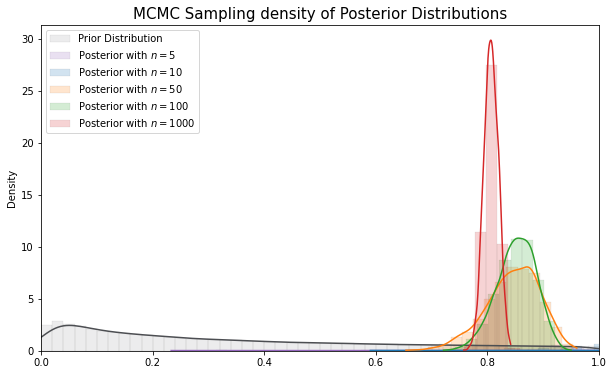 MCMC Sampling density of Posterior Distributions
Prior Distribution
Posterior with n = 5
Posterior with n = 10
Posterior with n = 50
Posterior with n = 100
Posterior with n = 1000
Density
30
25
20
15
10
5
0
0.0 0.2 0.4 0.6 0.8 1.0